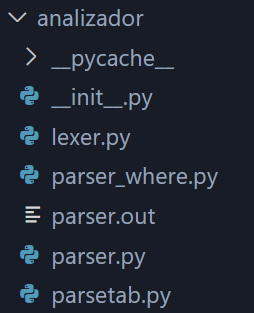 analizador
__pycache__
__init__.py
lexer.py
parser_where.py
parser.out
parser.py
parsetab.py